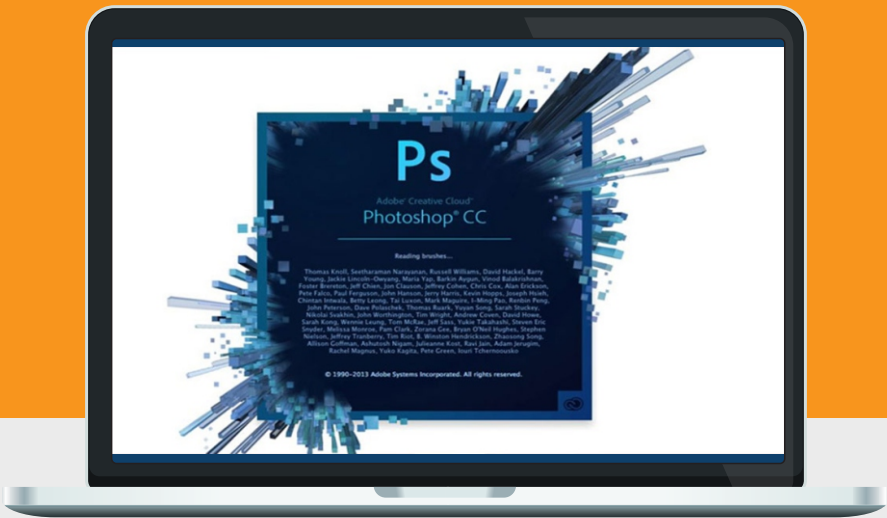 Ps
Adobe® Creative Cloud™
Photoshop® CC
Reading brushes...
Thomas Knoll, Seetharaman Narayanan, Russell Williams, David Hackel, Barry
Young, Jackie Lincoln-Owyang, Maria Yap, Barkin Aygun, Vinod Balakrishnan,
Foster Brereton, Jeff Chien, Jon Clauson, Jeffrey Cohen, Chris Cox, Alan Erickson,
Pete Falco, Paul Ferguson, John Hanson, Jerry Harris, Kevin Hopps, Joseph Hsieh,
Chintan Intwala, Betty Leong, Tai Luxon, Mark Maguire, I-Ming Pao, Renbin Peng,
John Peterson, Dave Polaschek, Thomas Ruark, Yuyan Song, Sarah Stuckey,
Nikolai Svakhin, John Worthington, Tim Wright, Andrew Coven, David Howe,
Sarah Kong, Wennie Leung, Tom McRae, Jeff Sass, Yukie Takahashi, Steven Eric
Snyder, Melissa Monroe, Pam Clark, Zorana Gee, Bryan O'Neil Hughes, Stephen
Nielson, Jeffrey Tranberry, Tim Riot, B. Winston Hendrickson, Zhaosong Song,
Allison Goffman, Ashutosh Nigam, Julieanne Kost, Ravi Jain, Adam Jerugim,
Rachel Magnus, Yuko Kagita, Pete Green, Iouri Tchernoousko
© 1990-2013 Adobe Systems Incorporated. All rights reserved.